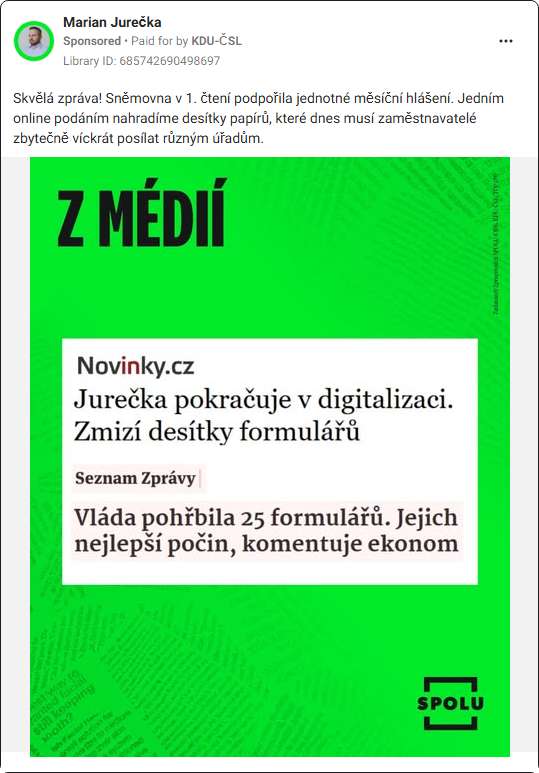 Marian Jurečka
Sponsored • Paid for by KDU-ČSL
Library ID: 685742690498697
Skvělá zpráva! Sněmovna v 1. čtení podpořila jednotné měsíční hlášení. Jedním
online podáním nahradíme desítky papírů, které dnes musí zaměstnavatelé
zbytečně víckrát posílat různým úřadům.
Z MÉDIÍ
Novinky.cz
Jurečka pokračuje v digitalizaci.
Zmizí desítky formulářů
Seznam Zprávy
Vláda pohřbila 25 formulářů. Jejich
nejlepší počin, komentuje ekonom
still keeping
SPOLU